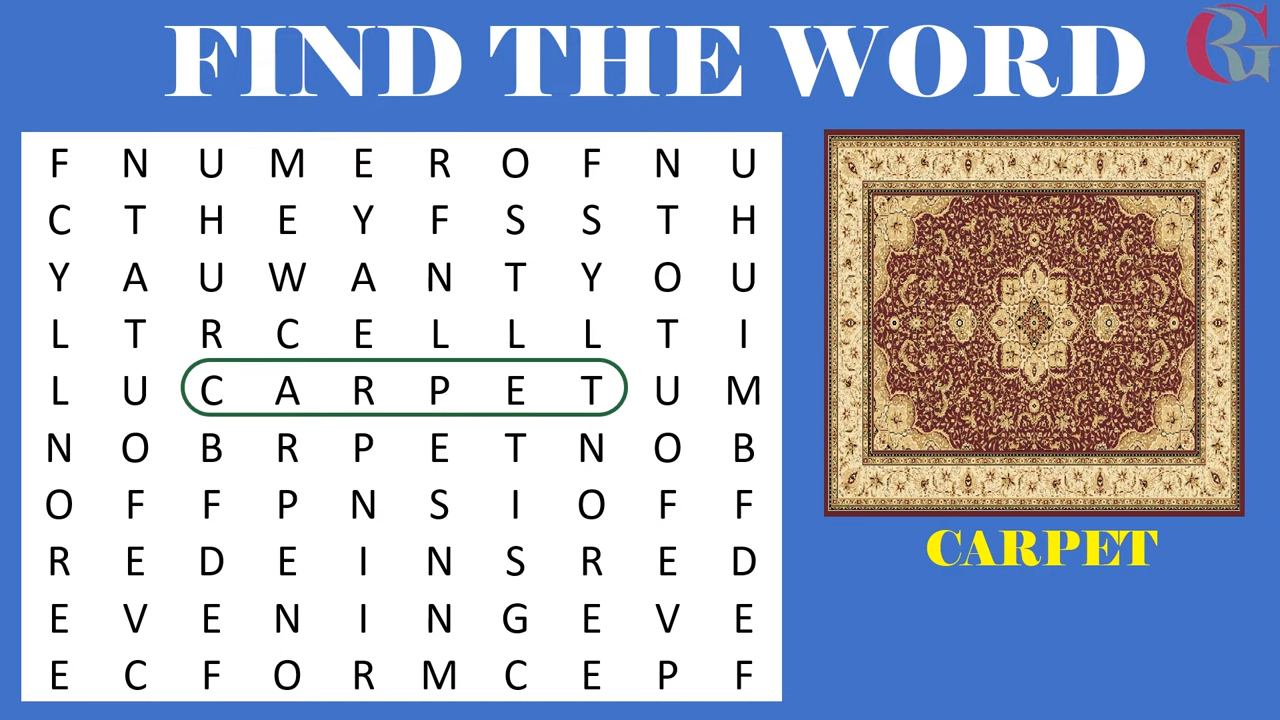 FIND THE WORD
F N U M E R O F N U
C T H E Y F S S T H
Y A U W A N T Y O U
L T R C E L L L T I
L U C A R P E T U M
N O B R P E T N O B
O F F P N S I O F F
R E D E I N S R E D
E V E N I N G E V E
E C F O R M C E P F
CARPET